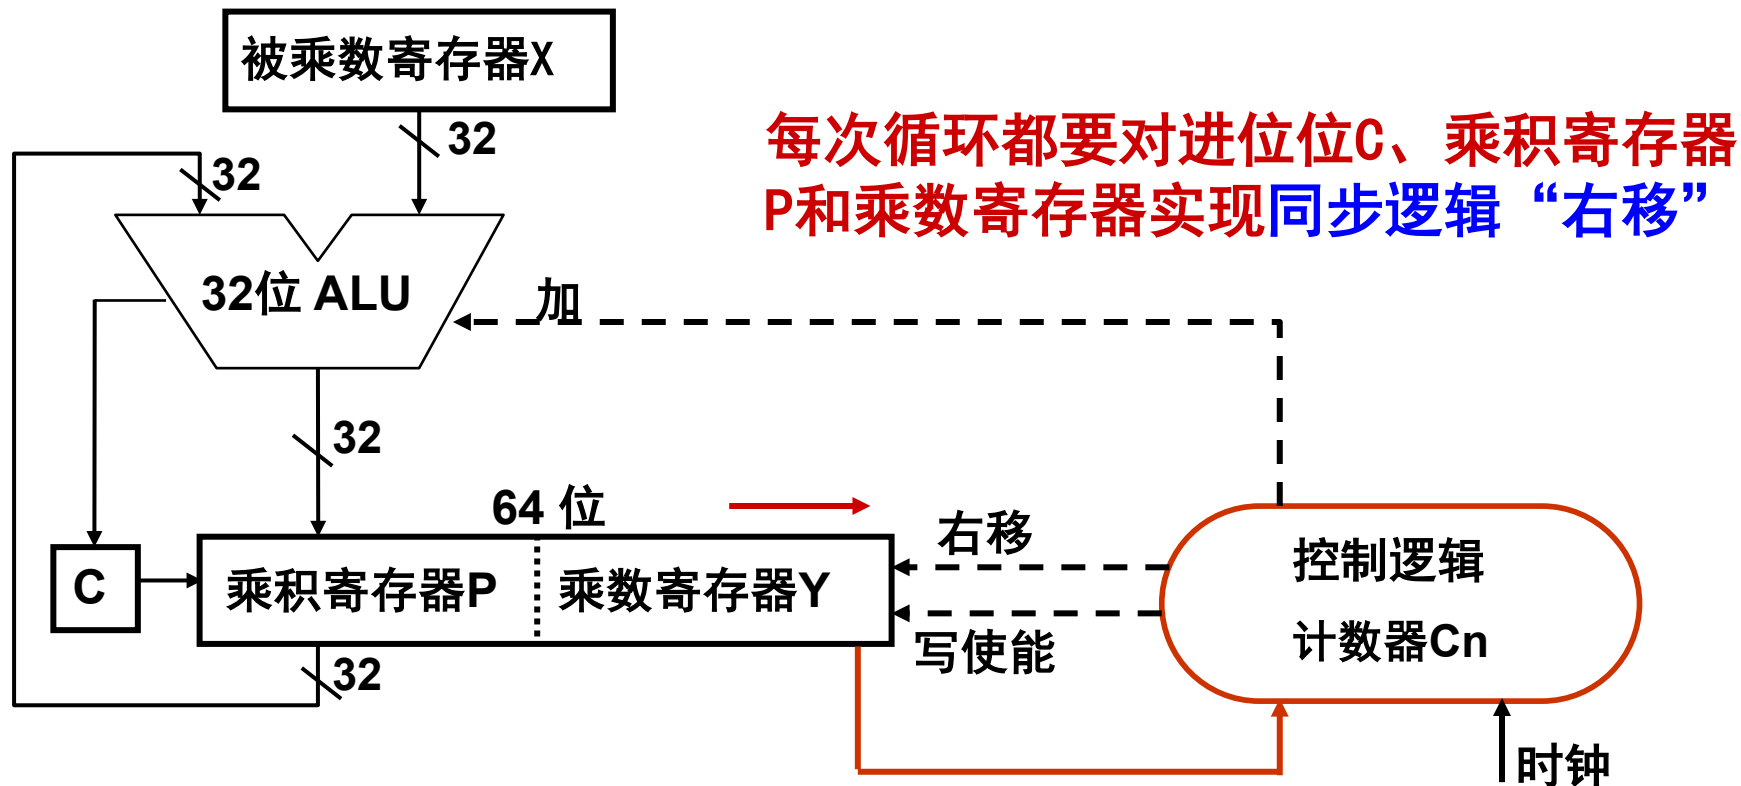 被乘数寄存器X
32
32
每次循环都要对进位位C、乘积寄存器
P和乘数寄存器实现同步逻辑“右移”
32位 ALU
加
32
64 位
右移
C
乘积寄存器P
乘数寄存器Y
控制逻辑
计数器Cn
写使能
32
时钟